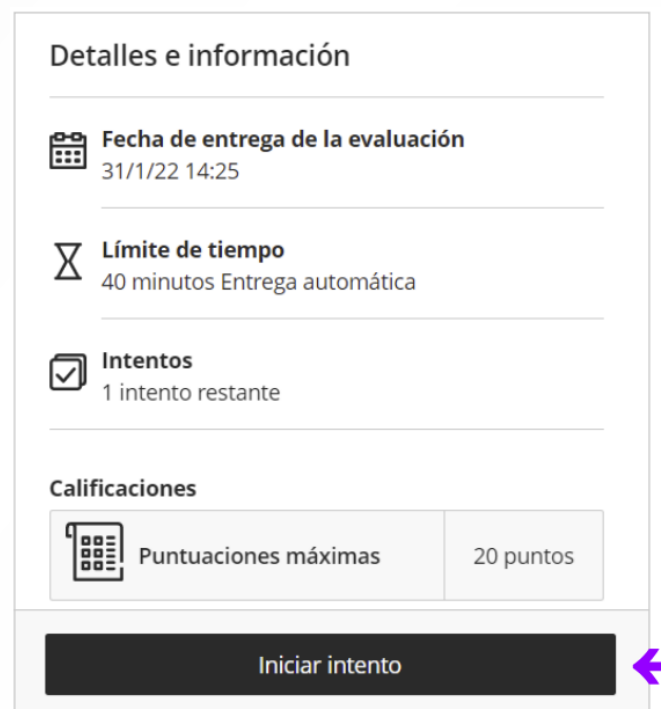 Detalles e información
Fecha de entrega de la evaluación
31/1/22 14:25
Límite de tiempo
40 minutos Entrega automática
Intentos
1 intento restante
Calificaciones
Puntuaciones máximas 20 puntos
Iniciar intento